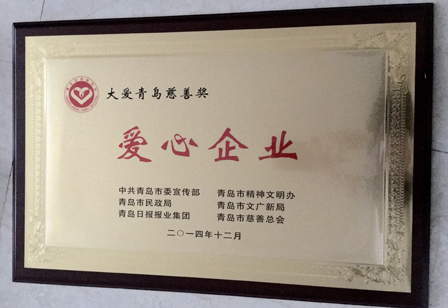 大爱青岛慈善奖
爱心企业
中共青岛市委宣传部 青岛市精神文明办
青岛市民政局 青岛市文广新局
青岛日报报业集团 青岛市慈善总会
二〇一四年十二月